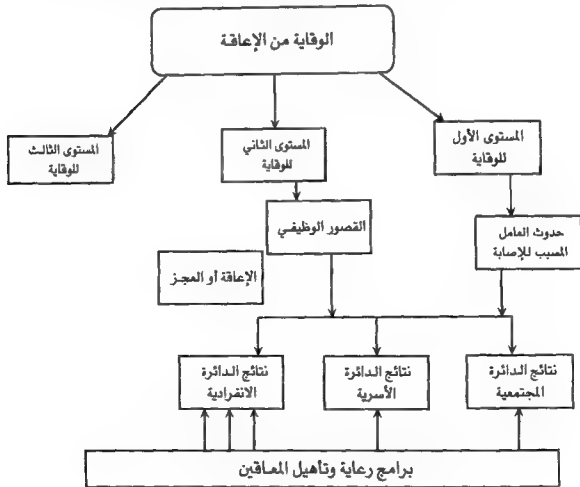 الوقاية من الإعاقة
المستوى الأول
للوقاية
المستوى الثاني
للوقاية
المستوى الثالث
للوقاية
حدوث العامل
المسبب للإصابة
القصور الوظيفي
الإعاقة أو العجز
نتائج الدائرة
المجتمعية
نتائج الدائرة
الأسرية
نتائج الدائرة
الانفرادية
برامج رعاية وتأهيل المعاقين